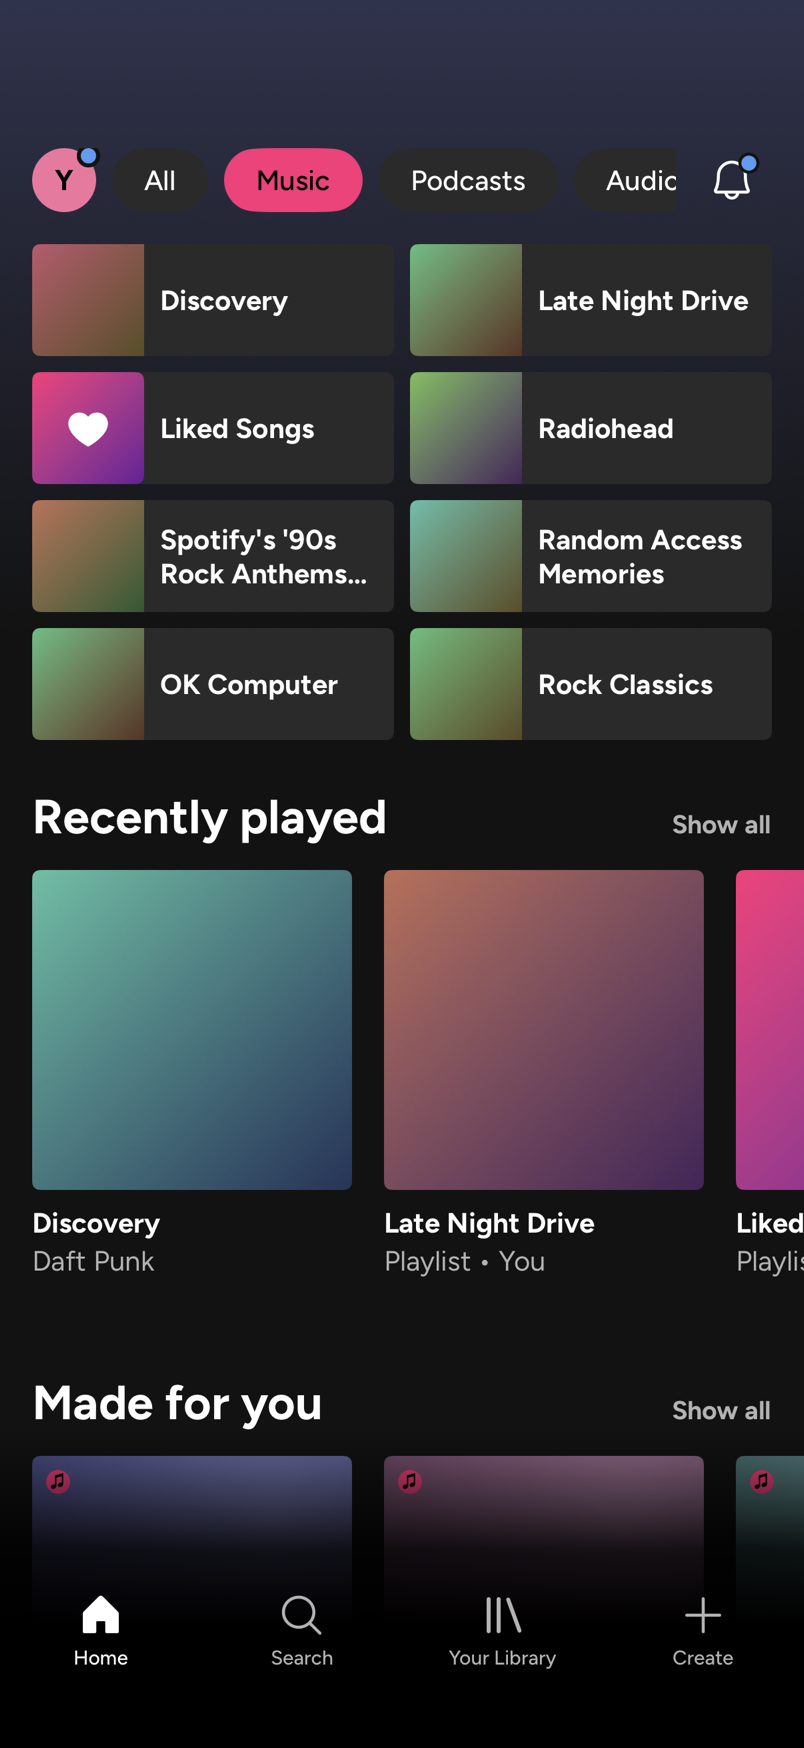 Y
All
Music
Podcasts
Audio
Discovery
Late Night Drive
Liked Songs
Radiohead
Spotify's '90s
Rock Anthems...
Random Access
Memories
OK Computer
Rock Classics
Recently played
Show all
Discovery
Daft Punk
Late Night Drive
Playlist • You
Liked
Playlis
Made for you
Show all
Home
Search
Your Library
Create